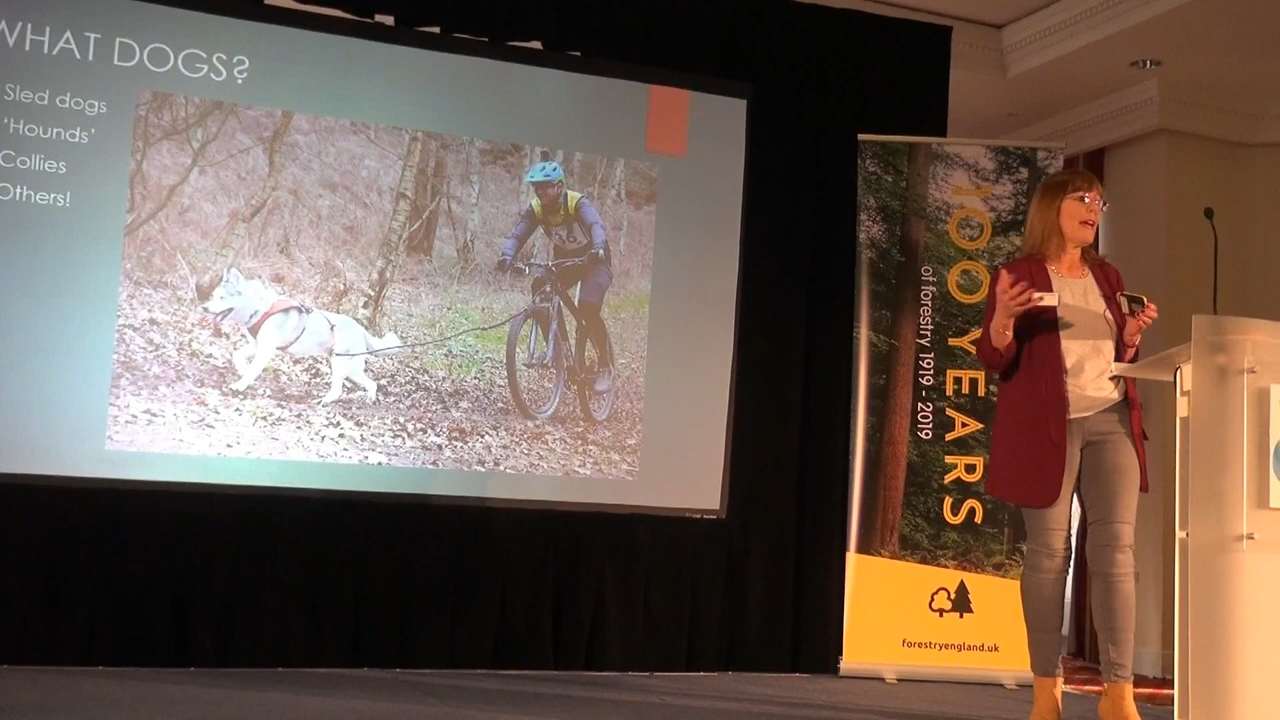 WHAT DOGS?
Sled dogs
‘Hounds’
Collies
Others!
100 YEARS
of forestry 1919 - 2019
forestryengland.uk